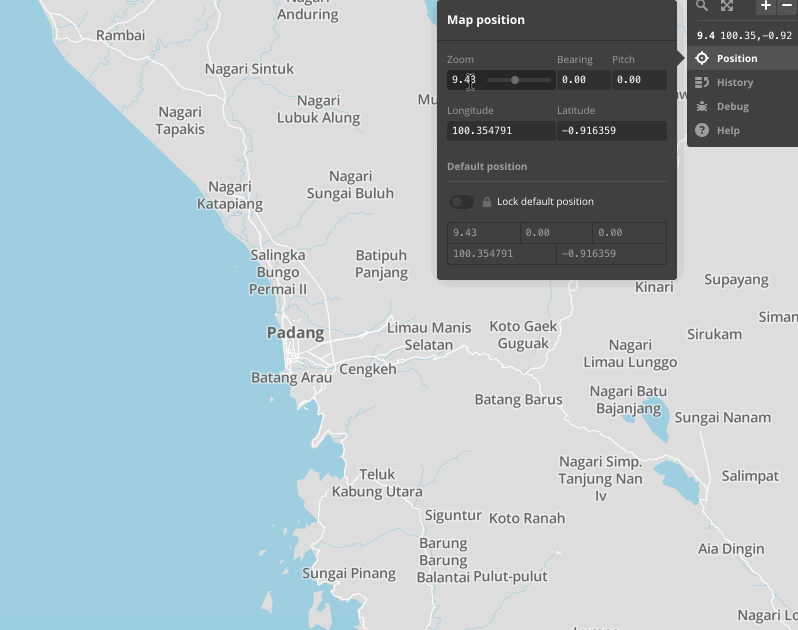 Nagari
Anduring
Rambai
Nagari Sintuk
Nagari
Tapakis
Nagari
Lubuk Alung
Nagari
Katapiang
Nagari
Sungai Buluh
Salingka
Bungo
Permai II
Batipuh
Panjang
Padang
Limau Manis
Selatan
Koto Gaek
Guguak
Batang Arau
Cengkeh
Batang Barus
Kinari
Supayang
Sirukam
Nagari
Limau Lunggo
Nagari Batu
Bajanjang
Sungai Nanam
Nagari Simp.
Tanjung Nan
Iv
Salimpat
Teluk
Kabung Utara
Siguntur
Koto Ranah
Barung
Barung
Balantai
Pulut-pulut
Sungai Pinang
Aia Dingin
Map position
Zoom
Bearing
Pitch
9.43
0.00
0.00
Longitude
Latitude
100.354791
−0.916359
Default position
Lock default position
9.43
0.00
0.00
100.354791
−0.916359
9.4 100.35,−0.92
Position
History
Debug
Help